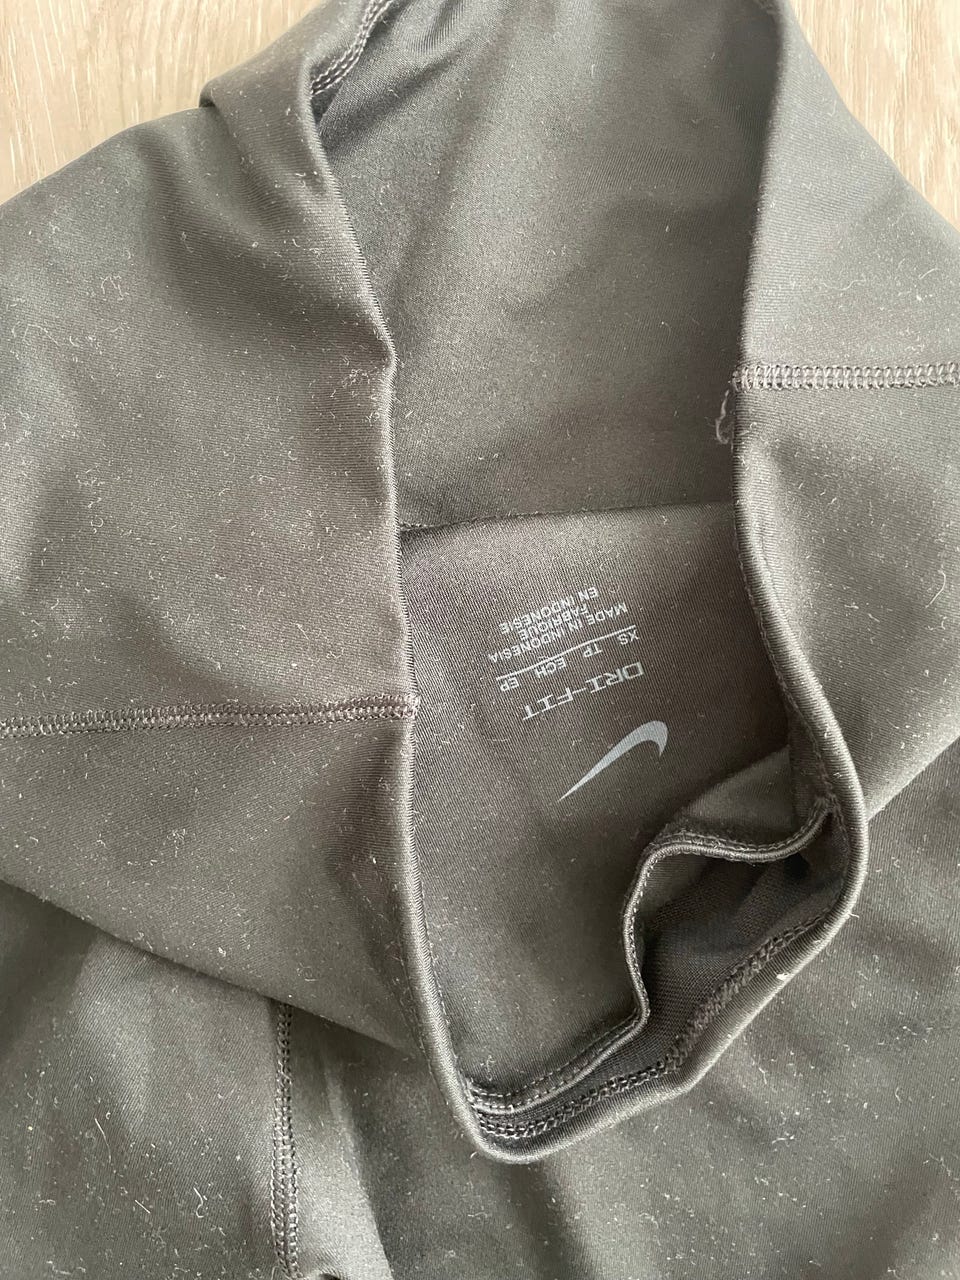 DRI-FIT
XS TP ECH EP
MADE IN INDONESIA
FABRIQUE
EN INDONESIE